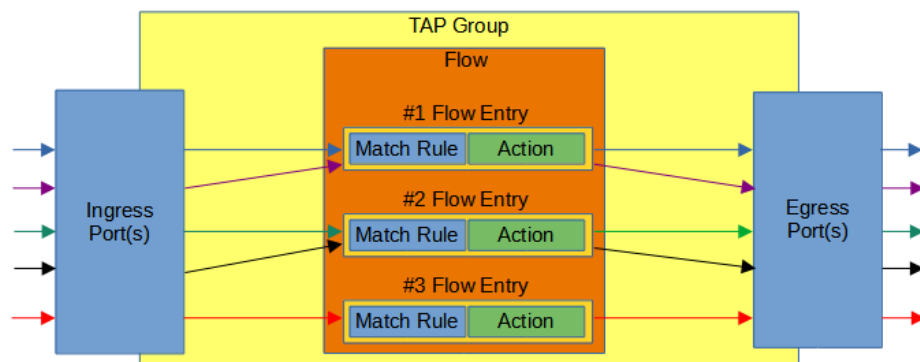 TAP Group
Flow
#1 Flow Entry
Match Rule
Action
Ingress
Port(s)
#2 Flow Entry
Match Rule
Action
Egress
Port(s)
#3 Flow Entry
Match Rule
Action